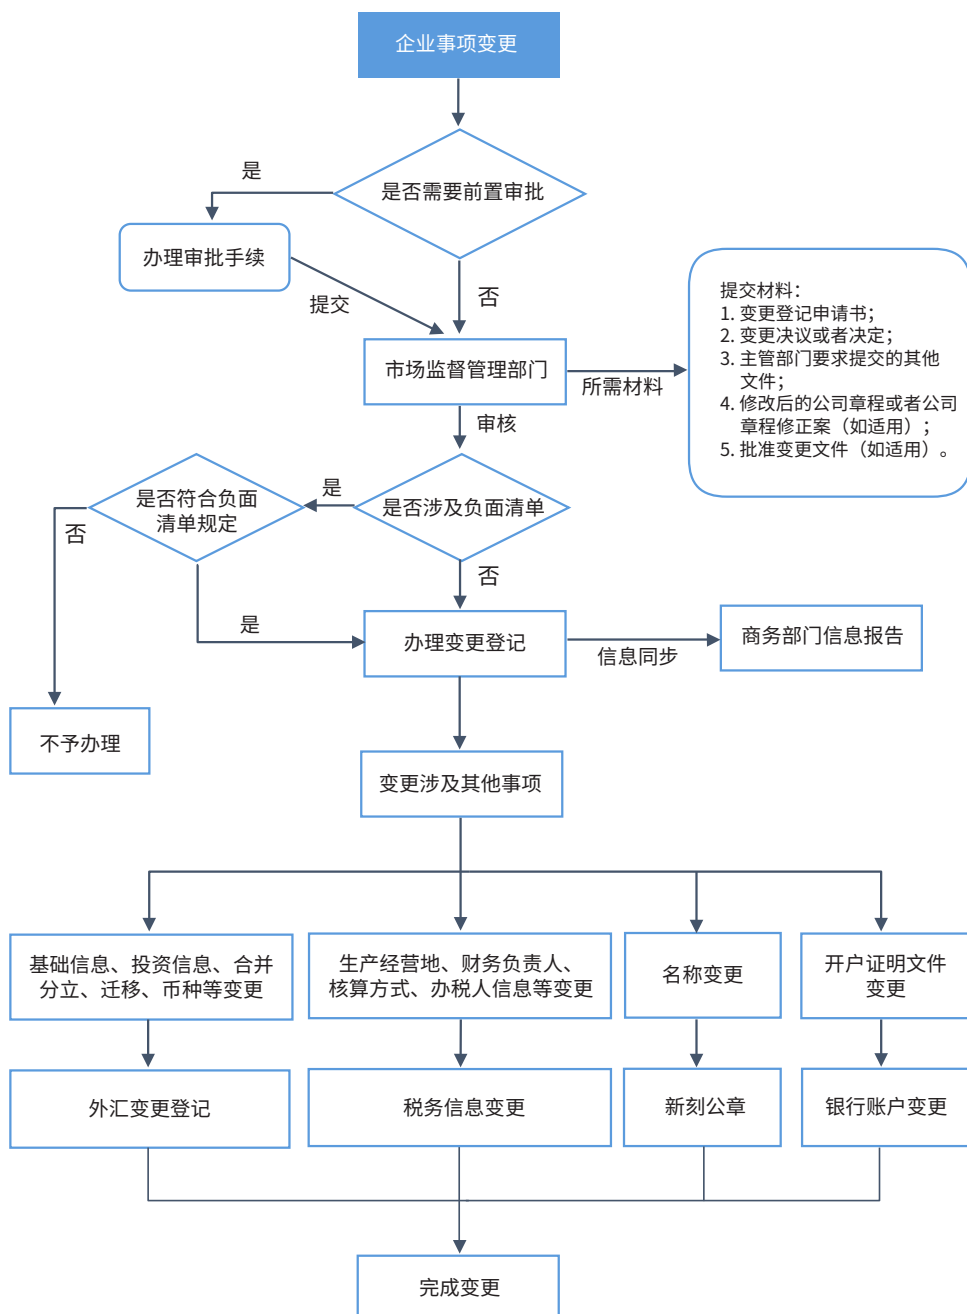 企业事项变更
是
是否需要前置审批
办理审批手续
提交
否
提交材料：
1. 变更登记申请书；
2. 变更决议或者决定；
3. 主管部门要求提交的其他
文件；
4. 修改后的公司章程或者公司
章程修正案（如适用）；
5. 批准变更文件（如适用）。
市场监督管理部门
所需材料
审核
是否符合负面
清单规定
是
是否涉及负面清单
否
否
是
办理变更登记
信息同步
商务部门信息报告
不予办理
变更涉及其他事项
基础信息、投资信息、合并
分立、迁移、币种等变更
生产经营地、财务负责人、
核算方式、办税人信息等变更
名称变更
开户证明文件
变更
外汇变更登记
税务信息变更
新刻公章
银行账户变更
完成变更